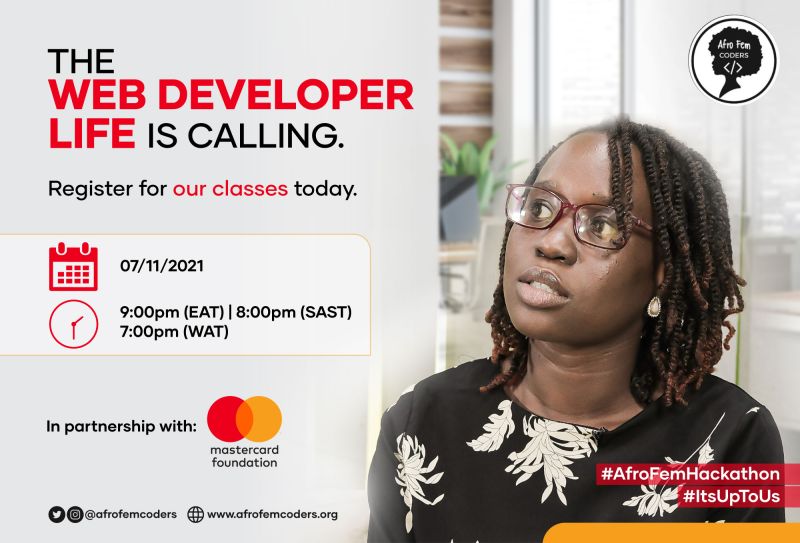 THE
WEB DEVELOPER
LIFE IS CALLING.
Register for our classes today.
07/11/2021
9:00pm (EAT) | 8:00pm (SAST)
7:00pm (WAT)
In partnership with:
mastercard
foundation
@afrofemcoders www.afrofemcoders.org
Afro Fem
CODERS
</>
#AfroFemHackathon
#ItsUpToUs